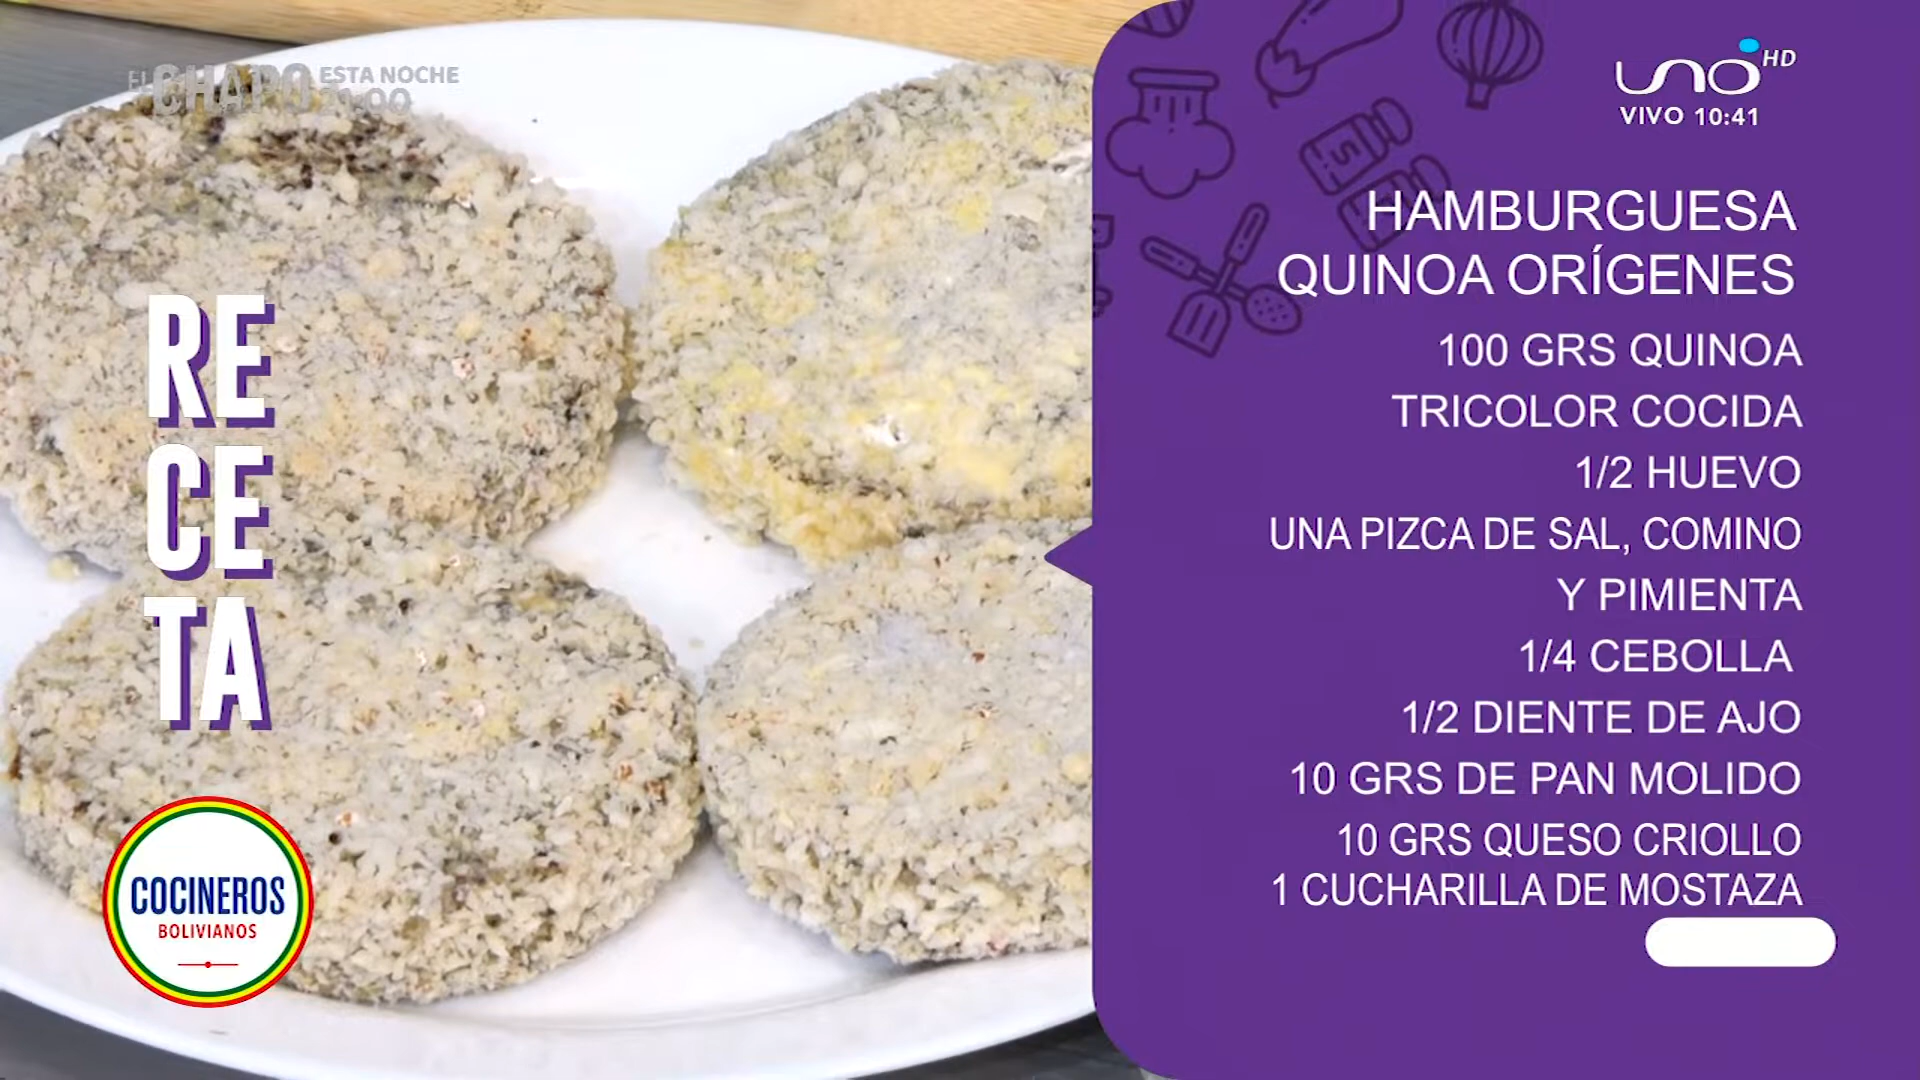 EL CHAPO ESTA NOCHE
21:00
UNO HD
VIVO 10:41
RE
CE
TA
COCINEROS
BOLIVIANOS
HAMBURGUESA
QUINOA ORÍGENES
100 GRS QUINOA
TRICOLOR COCIDA
1/2 HUEVO
UNA PIZCA DE SAL, COMINO
Y PIMIENTA
1/4 CEBOLLA
1/2 DIENTE DE AJO
10 GRS DE PAN MOLIDO
10 GRS QUESO CRIOLLO
1 CUCHARILLA DE MOSTAZA